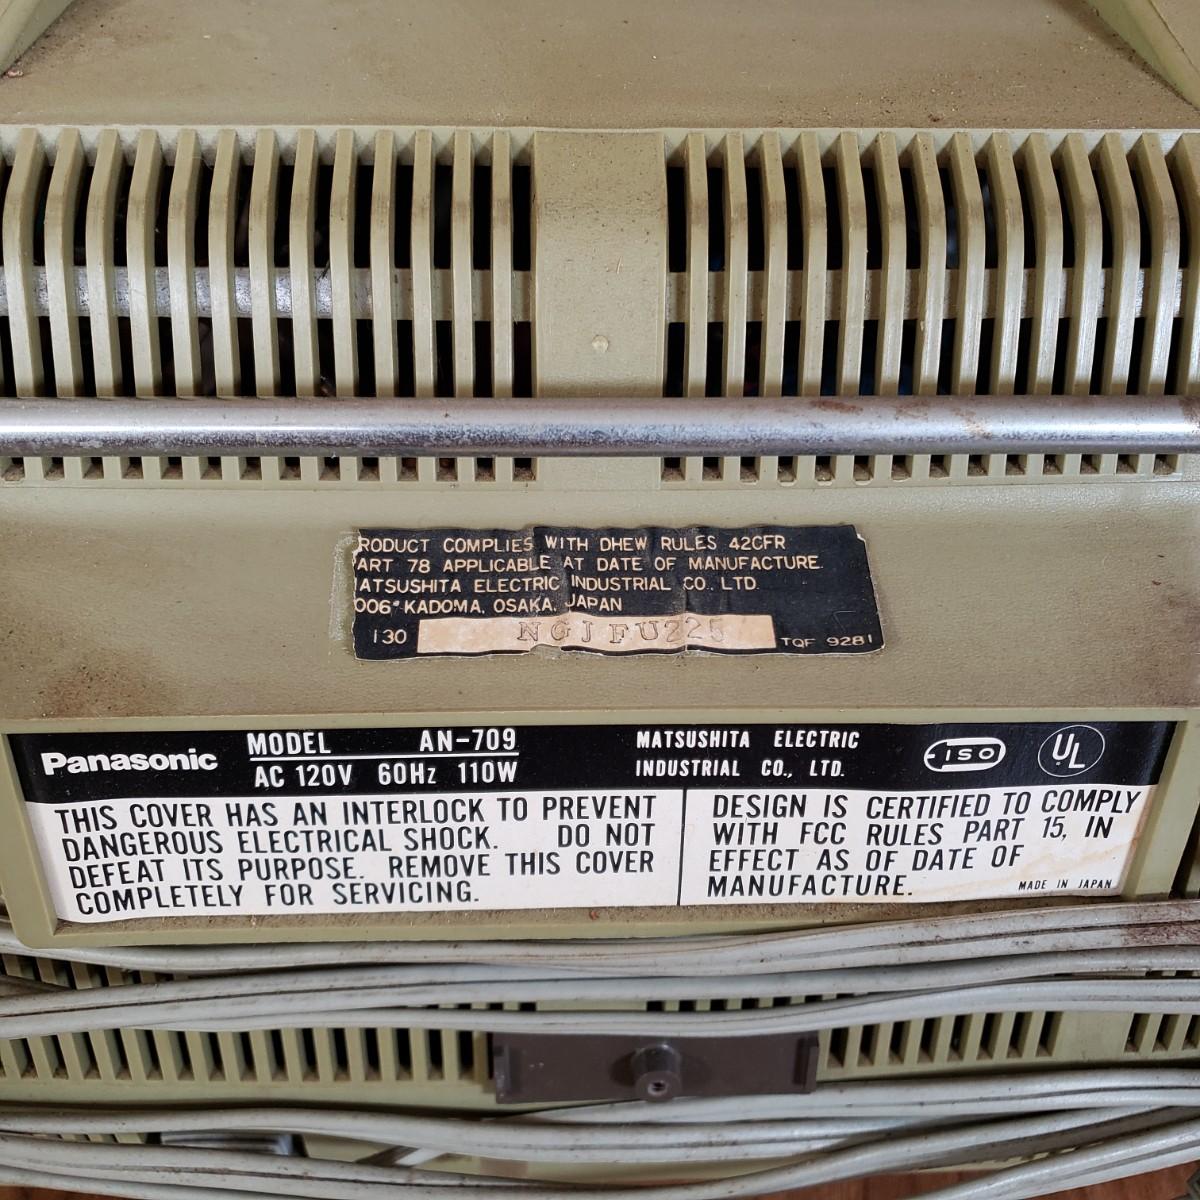 RODUCT COMPLIES WITH DHEW RULES 42CFR
ART 78 APPLICABLE AT DATE OF MANUFACTURE.
ATSUSHITA ELECTRIC INDUSTRIAL CO., LTD.
006 KADOMA, OSAKA, JAPAN
130 NGJFU225 TQF 9281
Panasonic MODEL AN-709
AC 120V 60Hz 110W
MATSUSHITA ELECTRIC
INDUSTRIAL CO., LTD.
ISO
UL
THIS COVER HAS AN INTERLOCK TO PREVENT
DANGEROUS ELECTRICAL SHOCK. DO NOT
DEFEAT ITS PURPOSE. REMOVE THIS COVER
COMPLETELY FOR SERVICING.
DESIGN IS CERTIFIED TO COMPLY
WITH FCC RULES PART 15, IN
EFFECT AS OF DATE OF
MANUFACTURE.
MADE IN JAPAN